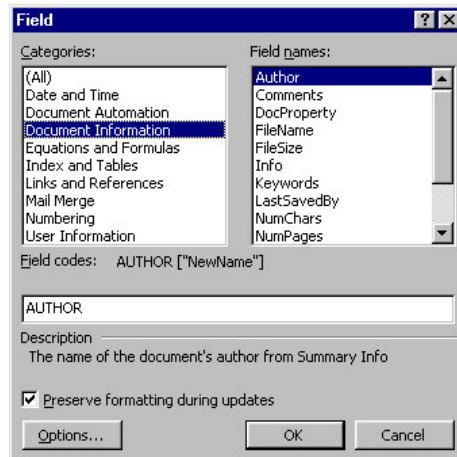 Field
Categories:
(All)
Date and Time
Document Automation
Document Information
Equations and Formulas
Index and Tables
Links and References
Mail Merge
Numbering
User Information
Field names:
Author
Comments
DocProperty
FileName
FileSize
Info
Keywords
LastSavedBy
NumChars
NumPages
Field codes: AUTHOR ["NewName"]
AUTHOR
Description
The name of the document's author from Summary Info
Preserve formatting during updates
Options...
OK
Cancel